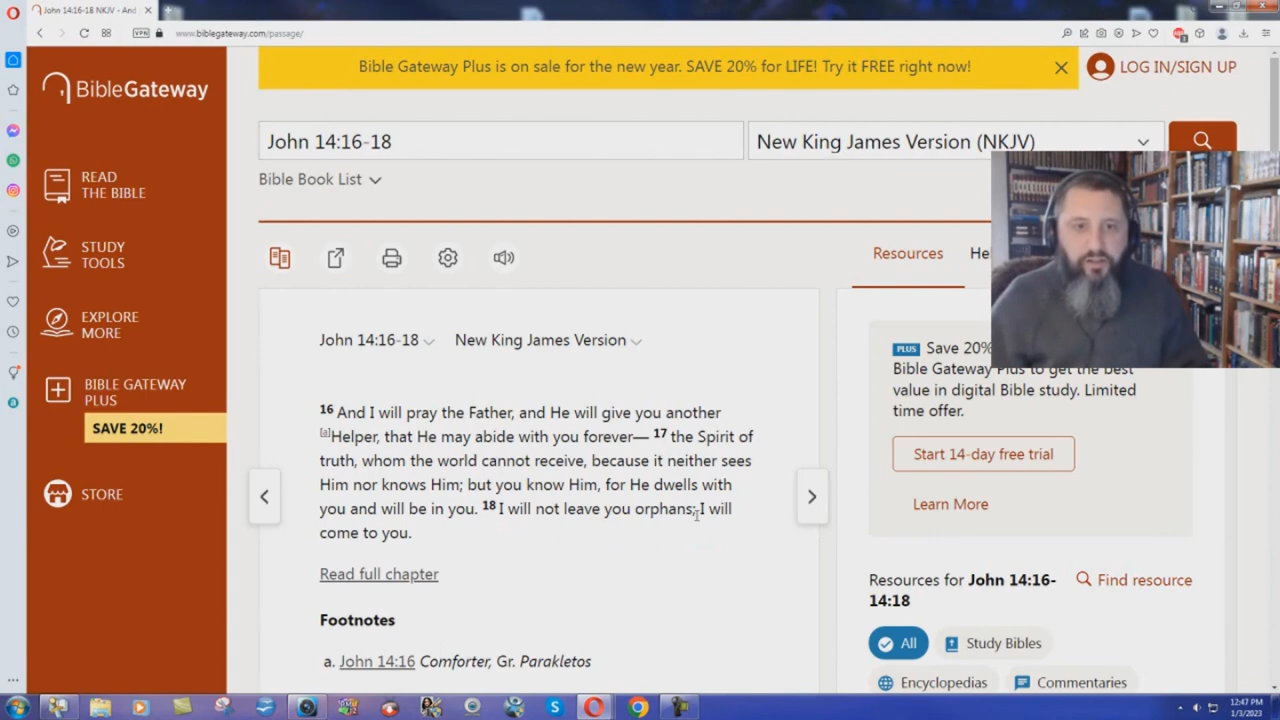 John 14:16-18 NKJV - And
88
VPN
www.biblegateway.com/passage/
BibleGateway
Bible Gateway Plus is on sale for the new year. SAVE 20% for LIFE! Try it FREE right now!
LOG IN/SIGN UP
John 14:16-18
New King James Version (NKJV)
Bible Book List
READ
THE BIBLE
STUDY
TOOLS
EXPLORE
MORE
BIBLE GATEWAY
PLUS
SAVE 20%!
STORE
Resources
John 14:16-18
New King James Version
16 And I will pray the Father, and He will give you another
[a]Helper, that He may abide with you forever— 17 the Spirit of
truth, whom the world cannot receive, because it neither sees
Him nor knows Him; but you know Him, for He dwells with
you and will be in you. 18 I will not leave you orphans; I will
come to you.
Read full chapter
Footnotes
a. John 14:16 Comforter, Gr. Parakletos
PLUS Save 20%
Bible Gateway Plus to get the best
value in digital Bible study. Limited
time offer.
Start 14-day free trial
Learn More
Resources for John 14:16-
14:18
Find resource
All
Study Bibles
Encyclopedias
Commentaries
12:47 PM
1/3/2023